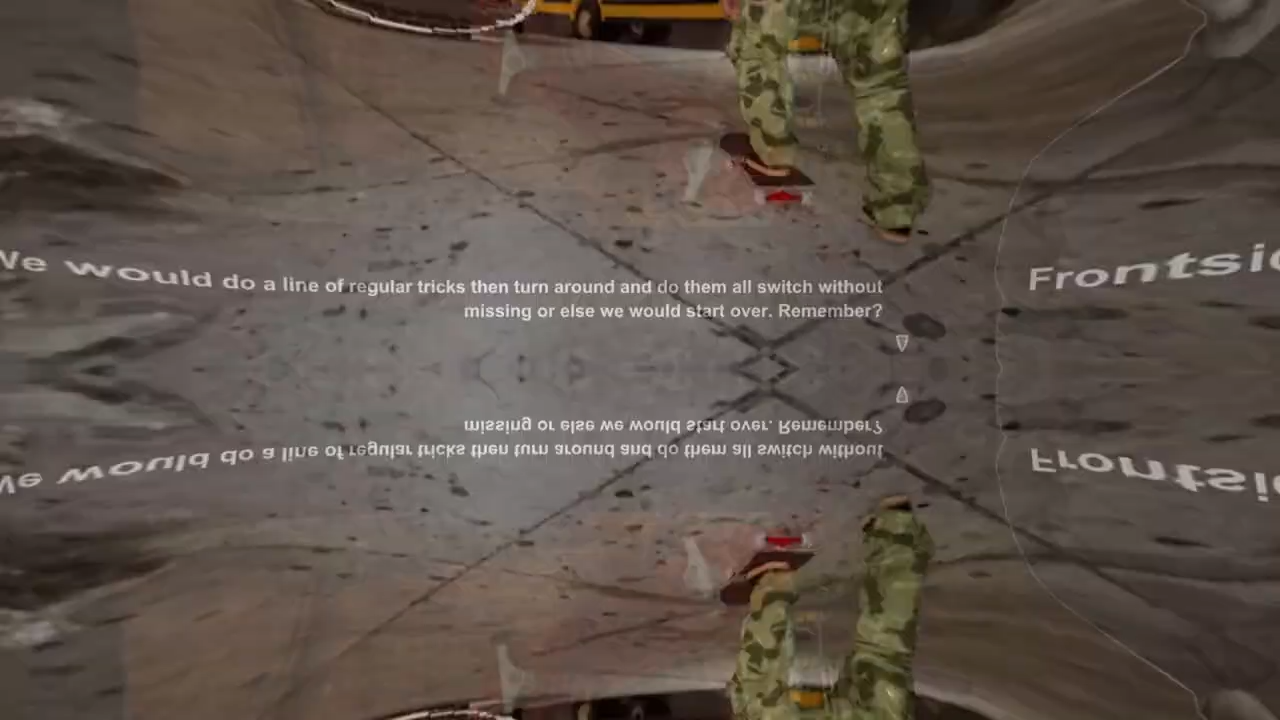 We would do a line of regular tricks then turn around and do them all switch without
missing or else we would start over. Remember?
Frontsi
missing or else we would start over. Remember?
We would do a line of regular tricks then turn around and do them all switch without
Frontsi